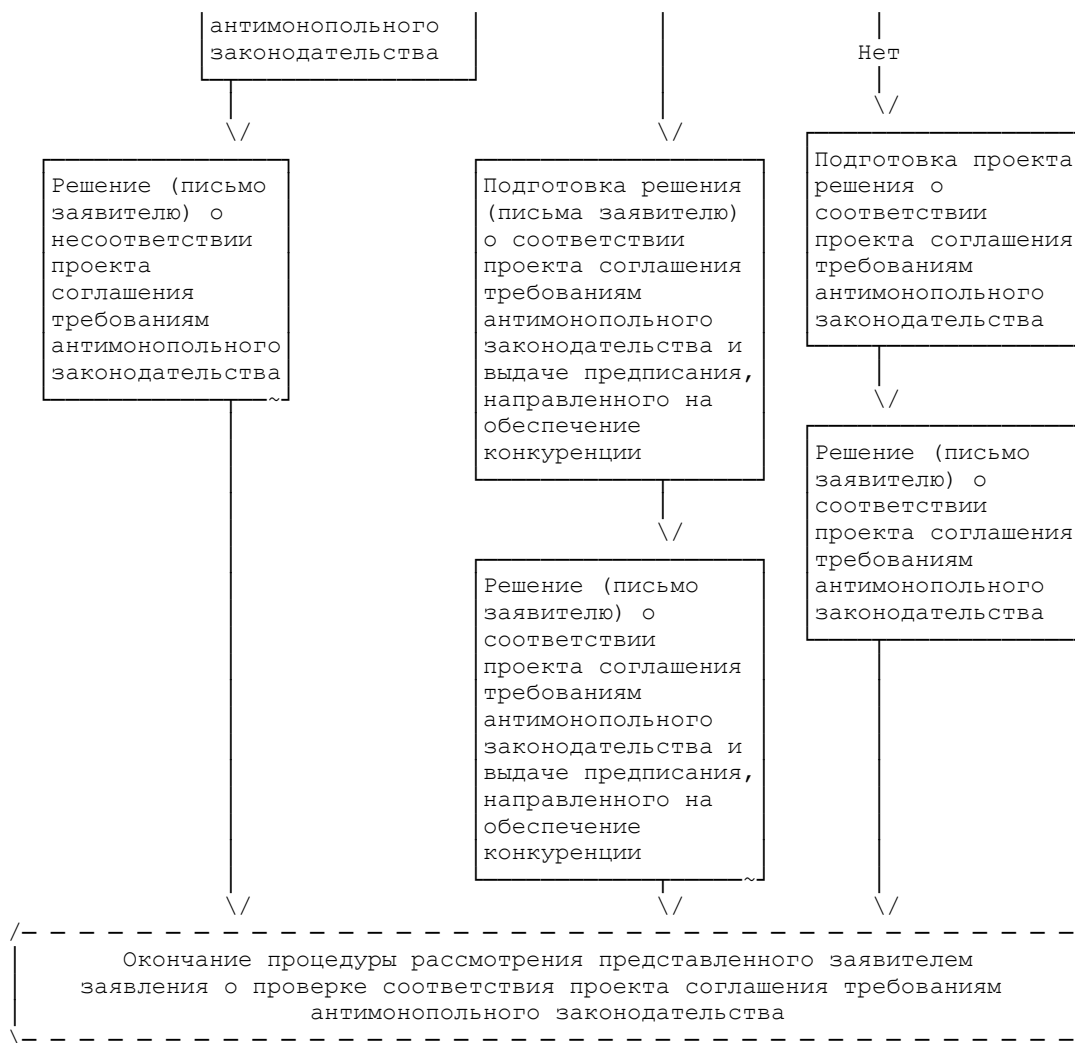 антимонопольного
законодательства
Нет
Решение (письмо
заявителю) о
несоответствии
проекта
соглашения
требованиям
антимонопольного
законодательства
Подготовка решения
(письма заявителю)
о соответствии
проекта соглашения
требованиям
антимонопольного
законодательства и
выдаче предписания,
направленного на
обеспечение
конкуренции
Подготовка проекта
решения о
соответствии
проекта соглашения
требованиям
антимонопольного
законодательства
Решение (письмо
заявителю) о
соответствии
проекта соглашения
требованиям
антимонопольного
законодательства и
выдаче предписания,
направленного на
обеспечение
конкуренции
Решение (письмо
заявителю) о
соответствии
проекта соглашения
требованиям
антимонопольного
законодательства
Окончание процедуры рассмотрения представленного заявителем
заявления о проверке соответствия проекта соглашения требованиям
антимонопольного законодательства